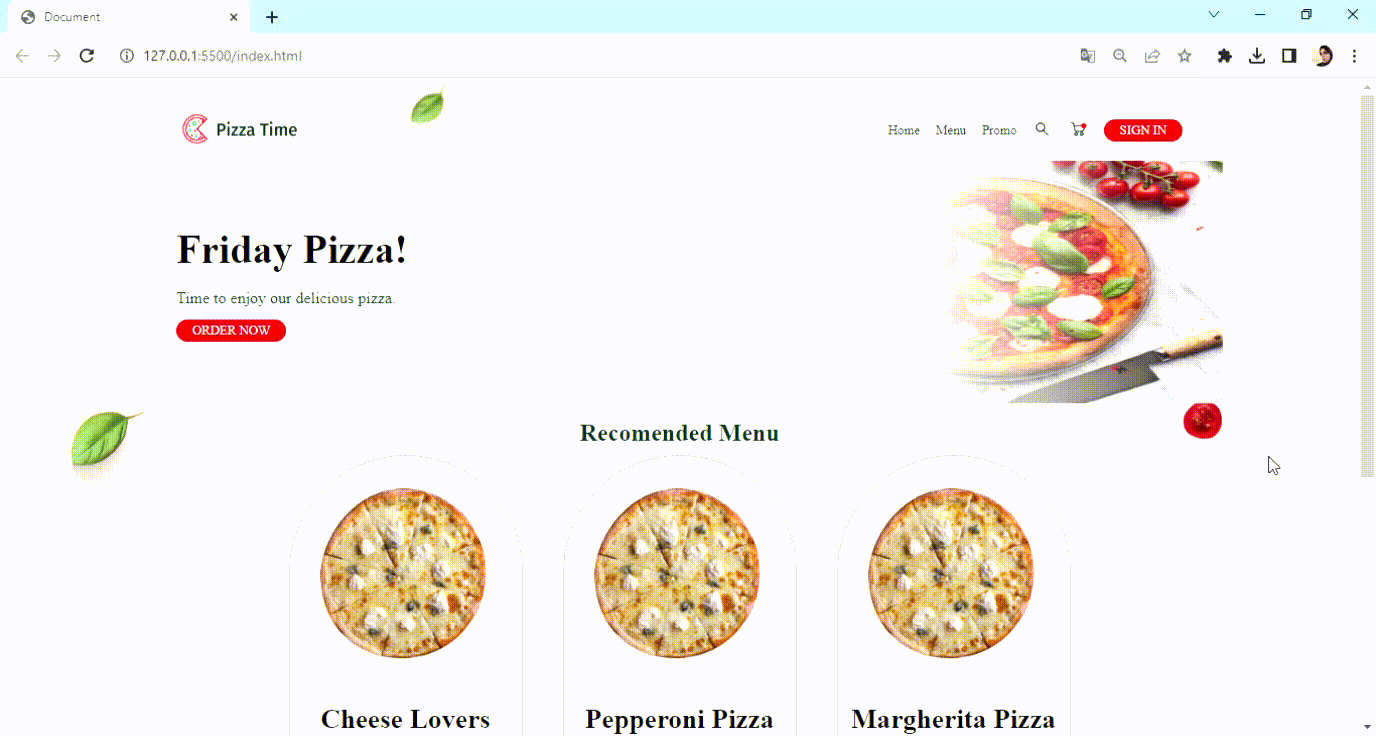 Document
127.0.0.1:5500/index.html
Pizza Time
Home Menu Promo SIGN IN
Friday Pizza!
Time to enjoy our delicious pizza.
ORDER NOW
Recomended Menu
Cheese Lovers Pepperoni Pizza Margherita Pizza